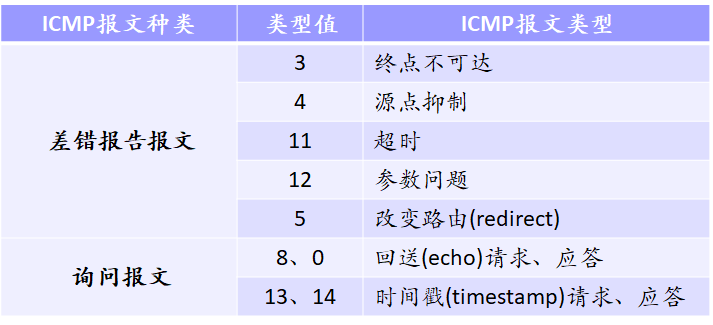 ICMP报文种类 类型值 ICMP报文类型
差错报告报文
3 终点不可达
4 源点抑制
11 超时
12 参数问题
5 改变路由(redirect)
询问报文
8、0 回送(echo)请求、应答
13、14 时间戳(timestamp)请求、应答